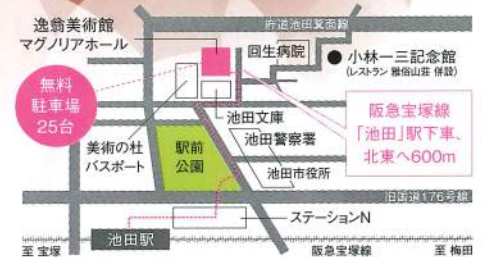 逸翁美術館
マグノリアホール
府道池田箕面線
回生病院
小林一三記念館
(レストラン 雅俗山荘 併設)
無料
駐車場
25台
池田文庫
美術の杜
バスポート
駅前
公園
池田警察署
池田市役所
阪急宝塚線
「池田」駅下車、
北東へ600m
旧国道176号線
ステーションN
池田駅
至 宝塚
阪急宝塚線
至 梅田